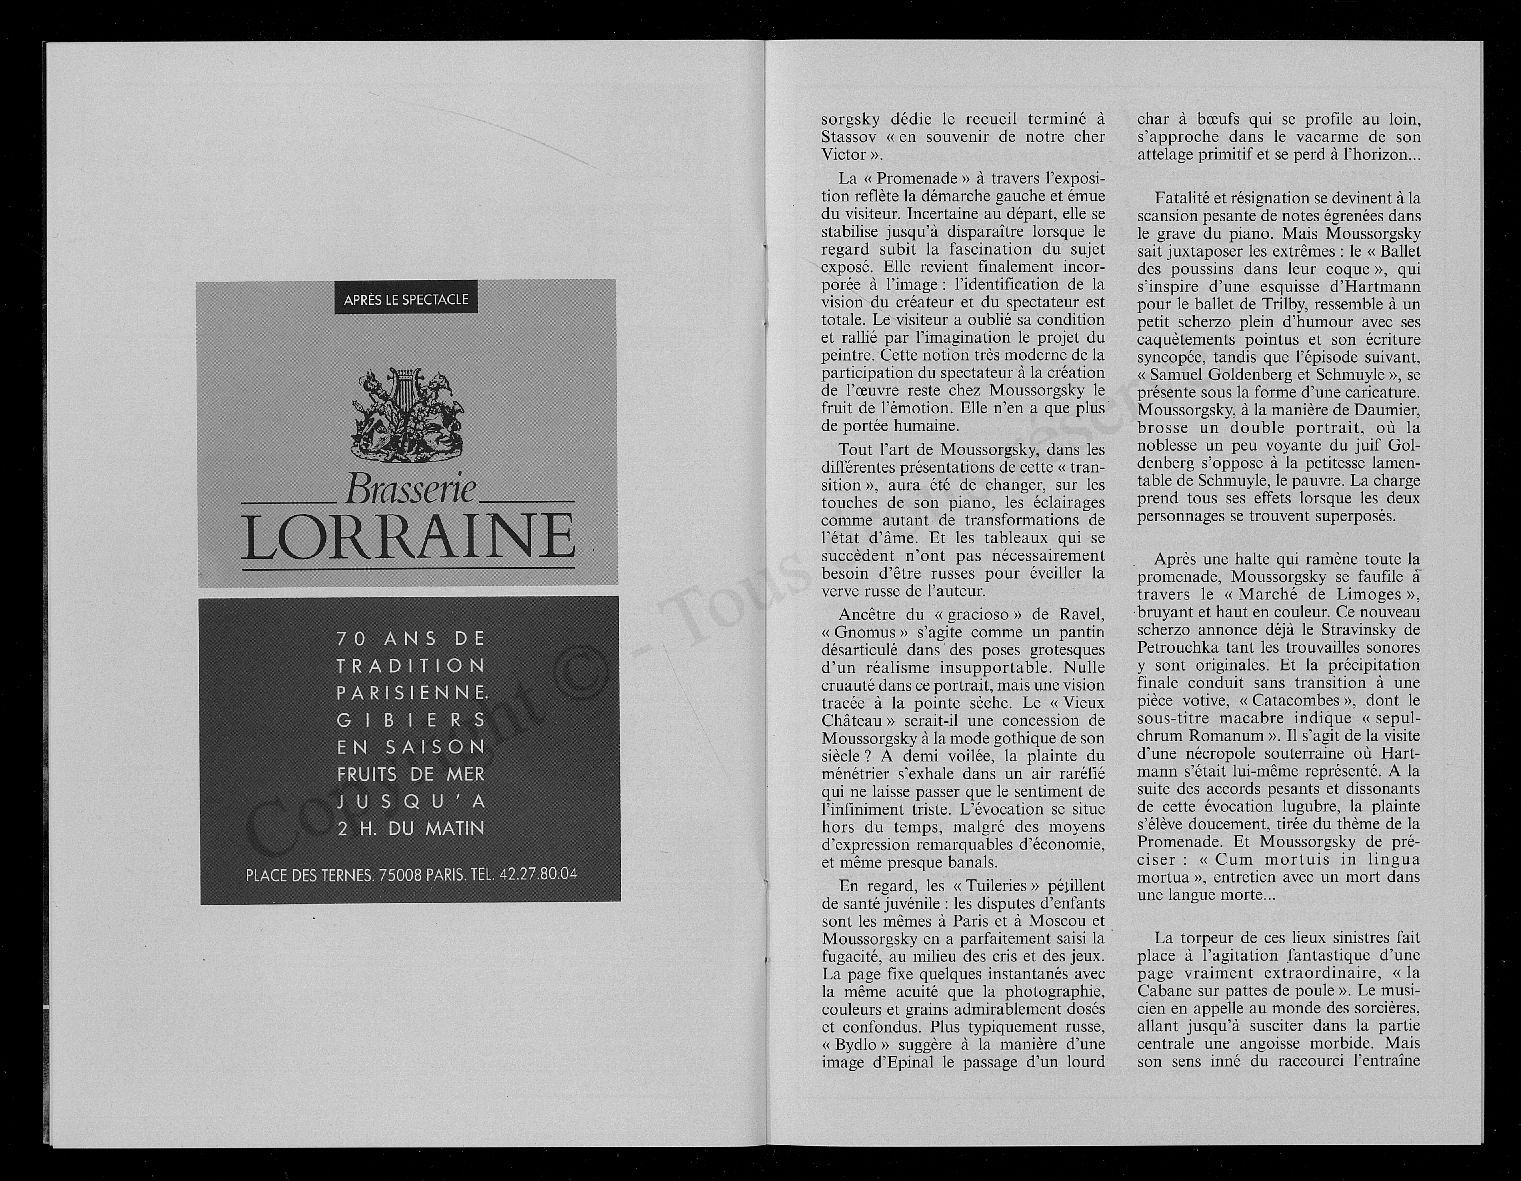 APRÈS LE SPECTACLE
Brasserie
LORRAINE
70 ANS DE
TRADITION
PARISIENNE.
GIBIERS
EN SAISON
FRUITS DE MER
JUSQU'A
2 H. DU MATIN
PLACE DES TERNES. 75008 PARIS. TEL. 42.27.80.04
sorgsky dédie le recueil terminé à
Stassov « en souvenir de notre cher
Victor ».
La « Promenade » à travers l'exposi-
tion reflète la démarche gauche et émue
du visiteur. Incertaine au départ, elle se
stabilise jusqu'à disparaître lorsque le
regard subit la fascination du sujet
exposé. Elle revient finalement incor-
porée à l'image : l'identification de la
vision du créateur et du spectateur est
totale. Le visiteur a oublié sa condition
et rallié par l'imagination le projet du
peintre. Cette notion très moderne de la
participation du spectateur à la création
de l'œuvre reste chez Moussorgsky le
fruit de l'émotion. Elle n'en a que plus
de portée humaine.
Tout l'art de Moussorgsky, dans les
différentes présentations de cette « tran-
sition », aura été de changer, sur les
touches de son piano, les éclairages
comme autant de transformations de
l'état d'âme. Et les tableaux qui se
succèdent n'ont pas nécessairement
besoin d'être russes pour éveiller la
verve russe de l'auteur.
Ancêtre du « gracioso » de Ravel,
« Gnomus » s'agite comme un pantin
désarticulé dans des poses grotesques
d'un réalisme insupportable. Nulle
cruauté dans ce portrait, mais une vision
tracée à la pointe sèche. Le « Vieux
Château » serait-il une concession de
Moussorgsky à la mode gothique de son
siècle ? A demi voilée, la plainte du
ménétrier s'exhale dans un air raréfié
qui ne laisse passer que le sentiment de
l'infiniment triste. L'évocation se situe
hors du temps, malgré des moyens
d'expression remarquables d'économie,
et même presque banals.
En regard, les « Tuileries » pétillent
de santé juvénile : les disputes d'enfants
sont les mêmes à Paris et à Moscou et
Moussorgsky en a parfaitement saisi la
fugacité, au milieu des cris et des jeux.
La page fixe quelques instantanés avec
la même acuité que la photographie,
couleurs et grains admirablement dosés
et confondus. Plus typiquement russe,
« Bydlo » suggère à la manière d'une
image d'Epinal le passage d'un lourd
char à bœufs qui se profile au loin,
s'approche dans le vacarme de son
attelage primitif et se perd à l'horizon...
Fatalité et résignation se devinent à la
scansion pesante de notes égrenées dans
le grave du piano. Mais Moussorgsky
sait juxtaposer les extrêmes : le « Ballet
des poussins dans leur coque », qui
s'inspire d'une esquisse d'Hartmann
pour le ballet de Trilby, ressemble à un
petit scherzo plein d'humour avec ses
caquètements pointus et son écriture
syncopée, tandis que l'épisode suivant,
« Samuel Goldenberg et Schmuyle », se
présente sous la forme d'une caricature.
Moussorgsky, à la manière de Daumier,
brosse un double portrait, où la
noblesse un peu voyante du juif Gol-
denberg s'oppose à la petitesse lamen-
table de Schmuyle, le pauvre. La charge
prend tous ses effets lorsque les deux
personnages se trouvent superposés.
Après une halte qui ramène toute la
promenade, Moussorgsky se faufile à
travers le « Marché de Limoges »,
bruyant et haut en couleur. Ce nouveau
scherzo annonce déjà le Stravinsky de
Petrouchka tant les trouvailles sonores
y sont originales. Et la précipitation
finale conduit sans transition à une
pièce votive, « Catacombes », dont le
sous-titre macabre indique « sepul-
chrum Romanum ». Il s'agit de la visite
d'une nécropole souterraine où Hart-
mann s'était lui-même représenté. A la
suite des accords pesants et dissonants
de cette évocation lugubre, la plainte
s'élève doucement, tirée du thème de la
Promenade. Et Moussorgsky de pré-
ciser : « Cum mortuis in lingua
mortua », entretien avec un mort dans
une langue morte...
La torpeur de ces lieux sinistres fait
place à l'agitation fantastique d'une
page vraiment extraordinaire, « la
Cabane sur pattes de poule ». Le musi-
cien en appelle au monde des sorcières,
allant jusqu'à susciter dans la partie
centrale une angoisse morbide. Mais
son sens inné du raccourci l'entraîne
Copyright © - Tous